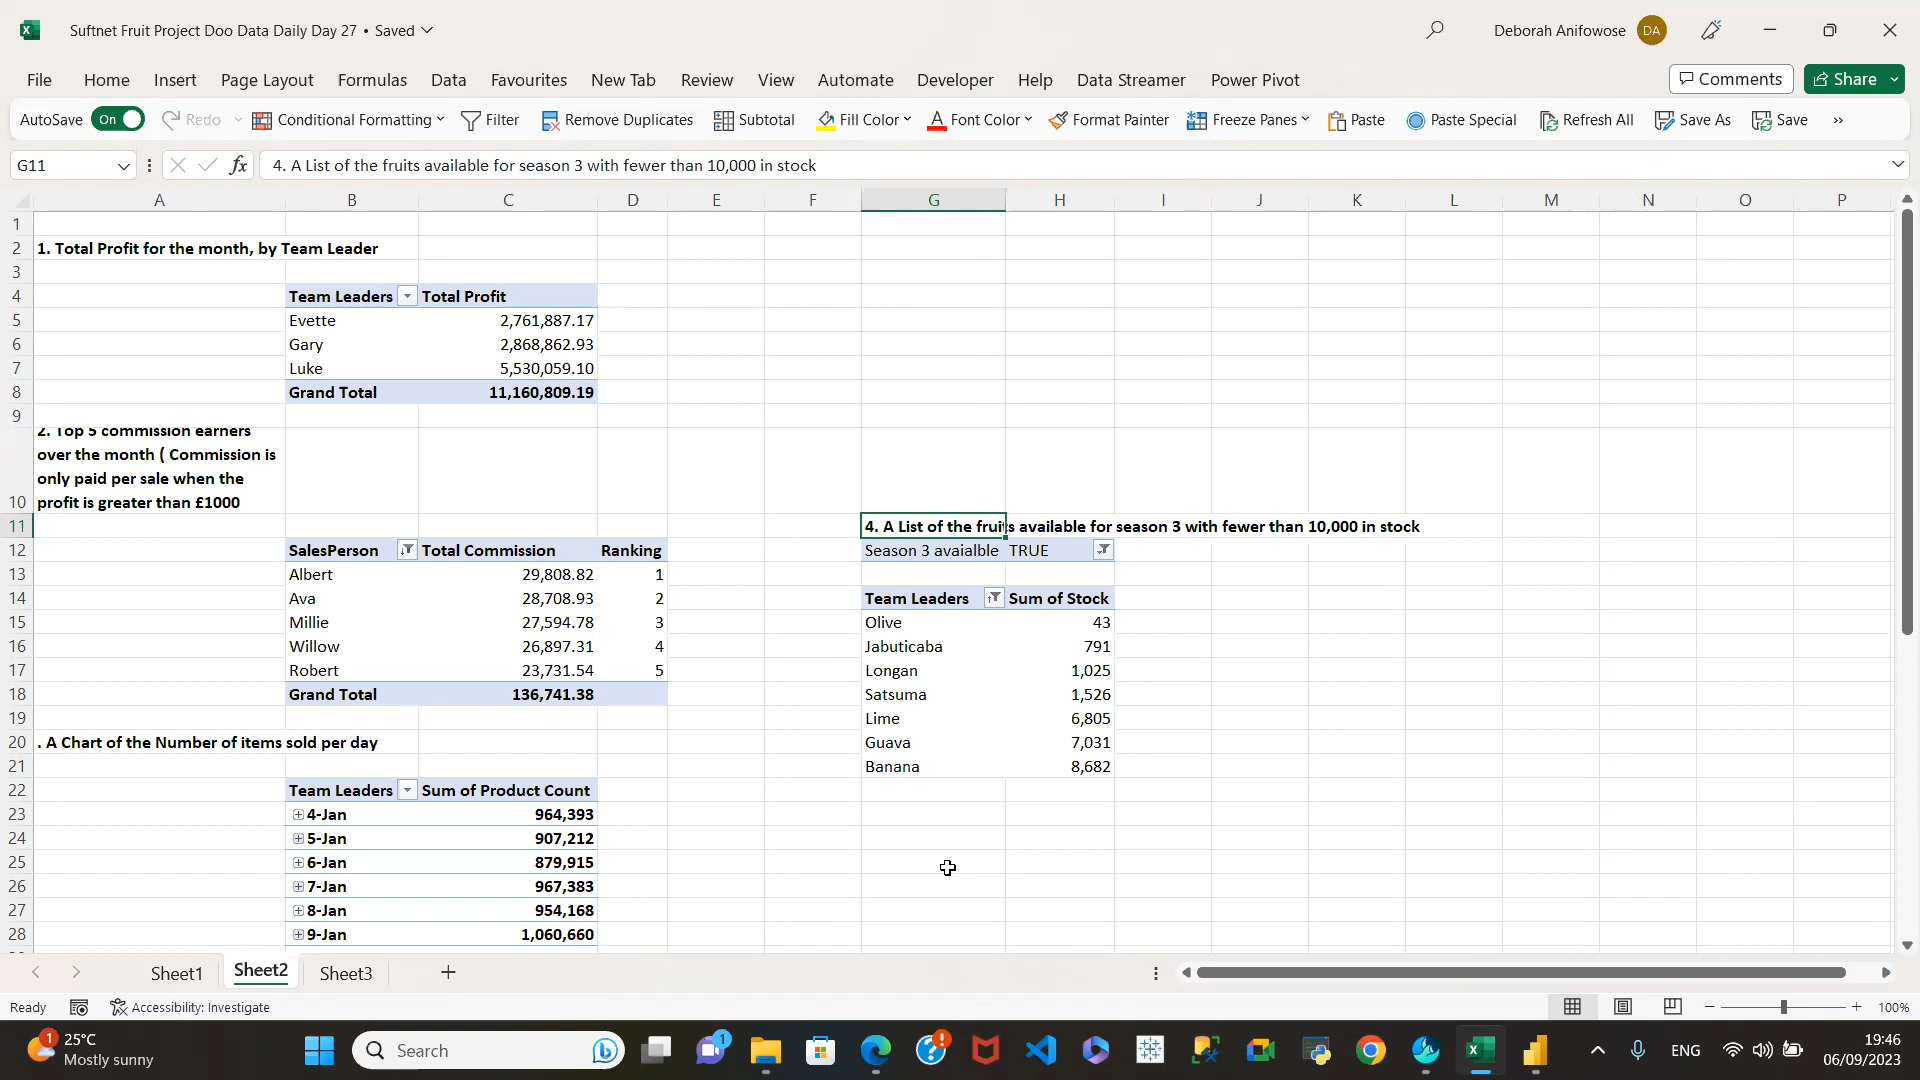 Suftnet Fruit Project Doo Data Daily Day 27 • Saved
Deborah Anifowose DA
File Home Insert Page Layout Formulas Data Favourites New Tab Review View Automate Developer Help Data Streamer Power Pivot Comments Share
AutoSave On Redo Conditional Formatting Filter Remove Duplicates Subtotal Fill Color Font Color Format Painter Freeze Panes Paste Paste Special Refresh All Save As Save
G11 fx 4. A List of the fruits available for season 3 with fewer than 10,000 in stock
A B C D E F G H I J K L M N O P
1
2 1. Total Profit for the month, by Team Leader
3
4 Team Leaders Total Profit
5 Evette 2,761,887.17
6 Gary 2,868,862.93
7 Luke 5,530,059.10
8 Grand Total 11,160,809.19
9
2. Top 5 commission earners
over the month ( Commission is
only paid per sale when the
10 profit is greater than £1000
11 4. A List of the fruits available for season 3 with fewer than 10,000 in stock
12 SalesPerson Total Commission Ranking Season 3 avaialble TRUE
13 Albert 29,808.82 1
14 Ava 28,708.93 2 Team Leaders Sum of Stock
15 Millie 27,594.78 3 Olive 43
16 Willow 26,897.31 4 Jabuticaba 791
17 Robert 23,731.54 5 Longan 1,025
18 Grand Total 136,741.38 Satsuma 1,526
19 Lime 6,805
20 . A Chart of the Number of items sold per day Guava 7,031
21 Banana 8,682
22 Team Leaders Sum of Product Count
23 4-Jan 964,393
24 5-Jan 907,212
25 6-Jan 879,915
26 7-Jan 967,383
27 8-Jan 954,168
28 9-Jan 1,060,660
Sheet1 Sheet2 Sheet3
Ready Accessibility: Investigate 100%
1 25°C Search 1 ENG 19:46
Mostly sunny 06/09/2023